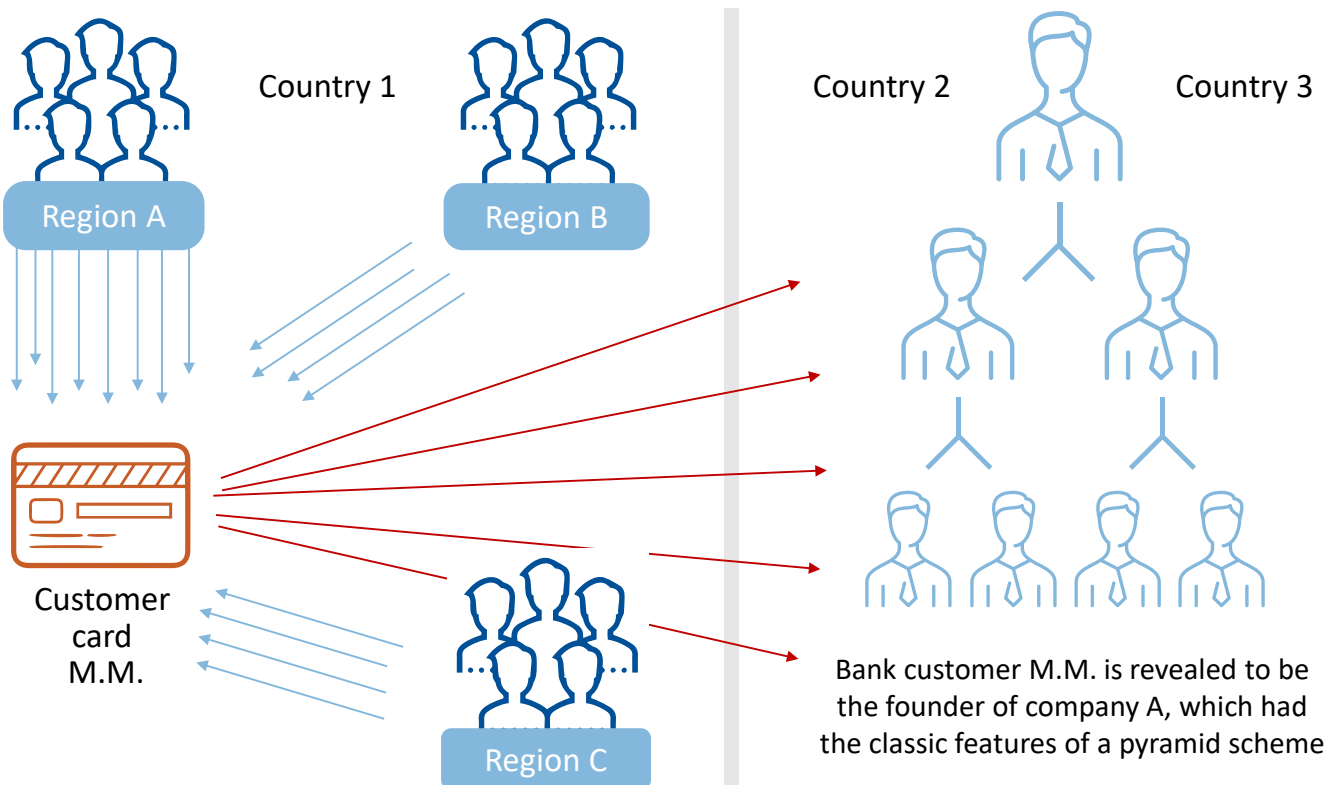 Country 1
Country 2
Country 3
Region A
Region B
Customer
card
M.M.
Region C
Bank customer M.M. is revealed to be
the founder of company A, which had
the classic features of a pyramid scheme